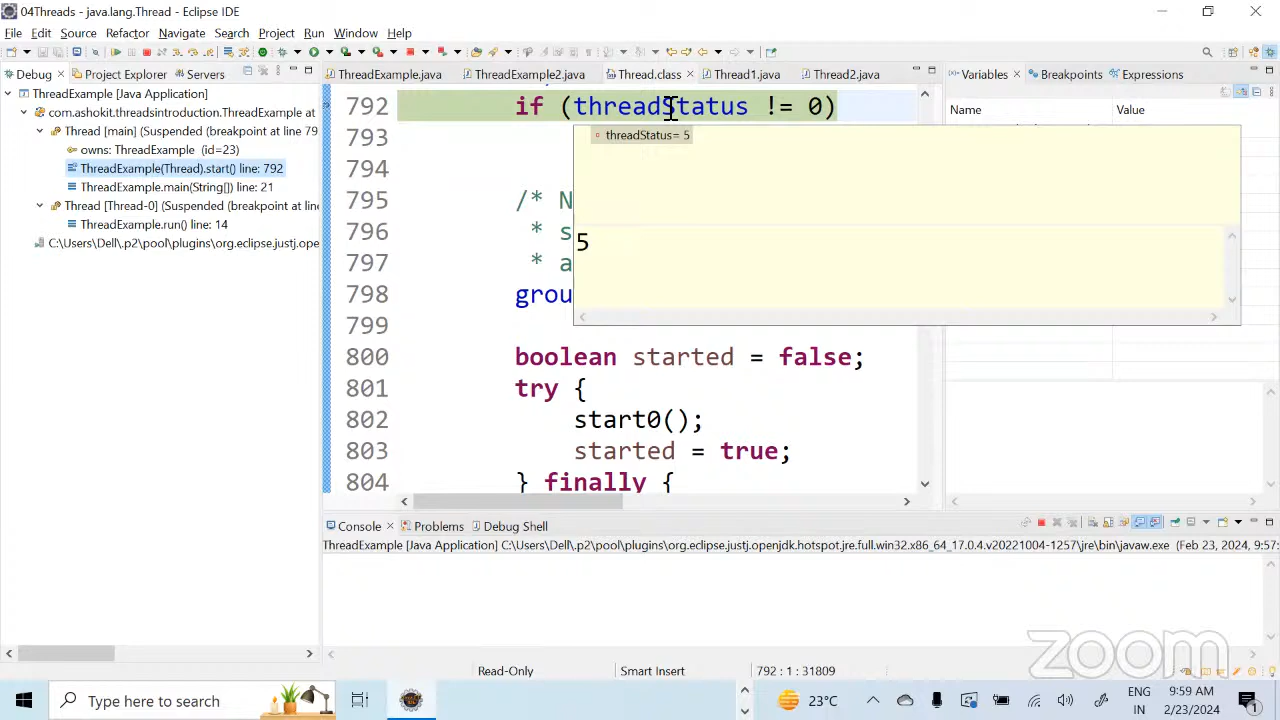 04Threads - java.lang.Thread - Eclipse IDE
File Edit Source Refactor Navigate Search Project Run Window Help
Debug Project Explorer Servers
ThreadExample.java ThreadExample2.java Thread.class Thread1.java Thread2.java
Variables Breakpoints Expressions
ThreadExample [Java Application]
com.ashokit.threadsintroduction.ThreadExample at
Thread [main] (Suspended (breakpoint at line 79
owns: ThreadExample (id=23)
ThreadExample(Thread).start() line: 792
ThreadExample.main(String[]) line: 21
Thread [Thread-0] (Suspended (breakpoint at line
ThreadExample.run() line: 14
C:\Users\Dell\.p2\pool\plugins\org.eclipse.justj.ope
792 if (threadStatus != 0)
793
794
795 /* N
796 * s
797 * a
798 grou
799
800 boolean started = false;
801 try {
802 start0();
803 started = true;
804 } finally {
threadStatus= 5
5
Name Value
Console Problems Debug Shell
ThreadExample [Java Application] C:\Users\Dell\.p2\pool\plugins\org.eclipse.justj.openjdk.hotspot.jre.full.win32.x86_64_17.0.4.v20221004-1257\jre\bin\javaw.exe (Feb 23, 2024, 9:57:
zoom
Read-Only Smart Insert 792 : 1 : 31809
Type here to search
23°C
ENG
IN
9:59 AM
2/23/2024
1